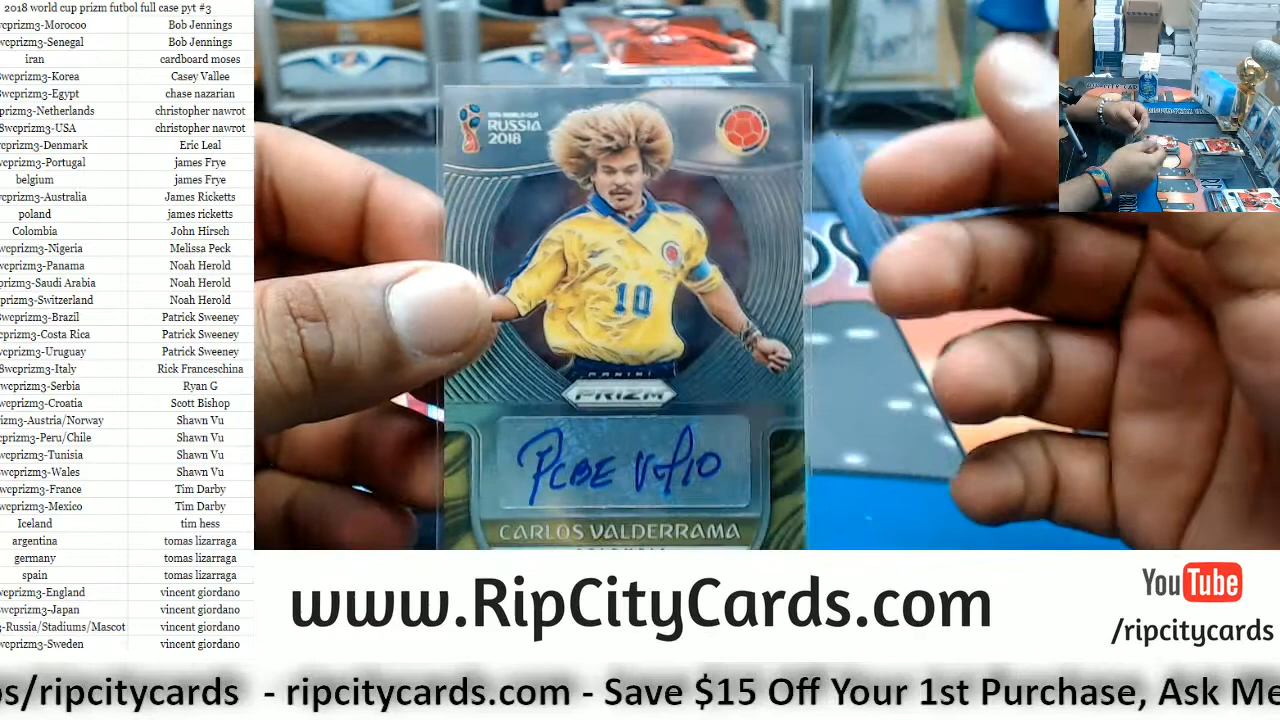 2018 world cup prizm futbol full case pyt #3
wcprizm3-Morocoo Bob Jennings
wcprizm3-Senegal Bob Jennings
iran cardboard moses
wcprizm3-Korea Casey Vallee
wcprizm3-Egypt chase nazarian
prizm3-Netherlands christopher nawrot
8wcprizm3-USA christopher nawrot
wcprizm3-Denmark Eric Leal
wcprizm3-Portugal james Frye
belgium james Frye
wcprizm3-Australia James Ricketts
poland james ricketts
Colombia John Hirsch
wcprizm3-Nigeria Melissa Peck
wcprizm3-Panama Noah Herold
prizm3-Saudi Arabia Noah Herold
prizm3-Switzerland Noah Herold
wcprizm3-Brazil Patrick Sweeney
cprizm3-Costa Rica Patrick Sweeney
wcprizm3-Uruguay Patrick Sweeney
8wcprizm3-Italy Rick Franceschina
wcprizm3-Serbia Ryan G
wcprizm3-Croatia Scott Bishop
izm3-Austria/Norway Shawn Vu
cprizm3-Peru/Chile Shawn Vu
wcprizm3-Tunisia Shawn Vu
wcprizm3-Wales Shawn Vu
wcprizm3-France Tim Darby
wcprizm3-Mexico Tim Darby
Iceland tim hess
argentina tomas lizarraga
germany tomas lizarraga
spain tomas lizarraga
wcprizm3-England vincent giordano
wcprizm3-Japan vincent giordano
3-Russia/Stadiums/Mascot vincent giordano
wcprizm3-Sweden vincent giordano
FIFA WORLD CUP
RUSSIA
2018
10
PANINI
PRIZM
CARLOS VALDERRAMA
www.RipCityCards.com
YouTube
/ripcitycards
os/ripcitycards - ripcitycards.com - Save $15 Off Your 1st Purchase, Ask Me